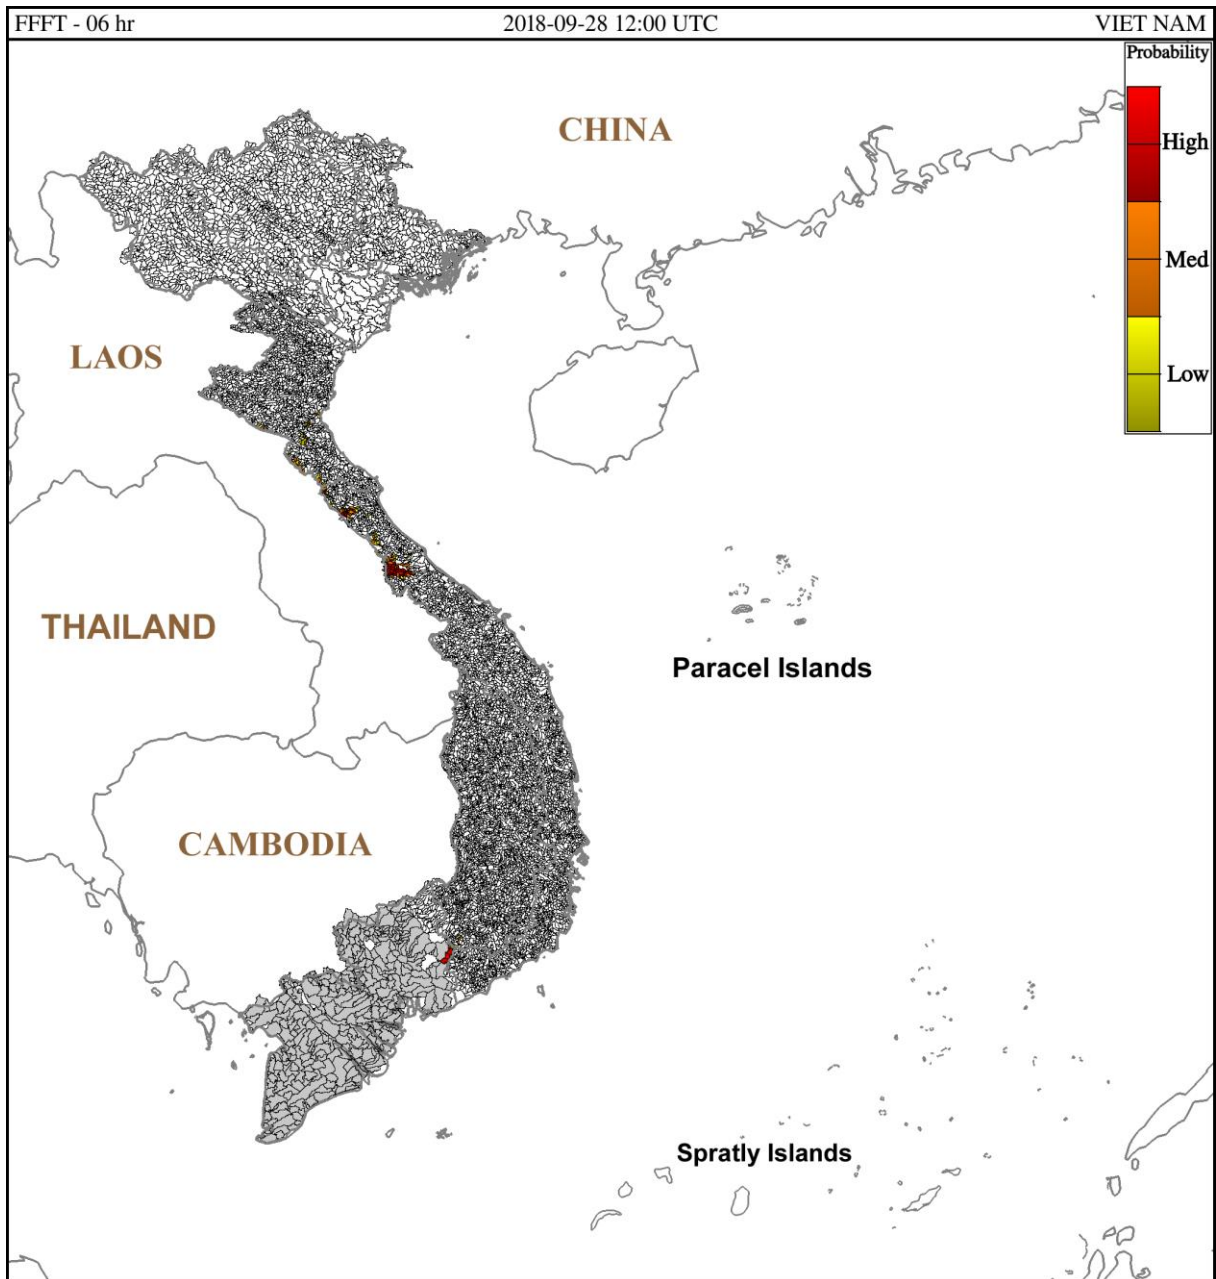 FFFT - 06 hr
2018-09-28 12:00 UTC
VIET NAM
Probability
High
Med
Low
CHINA
LAOS
THAILAND
Paracel Islands
CAMBODIA
Spratly Islands